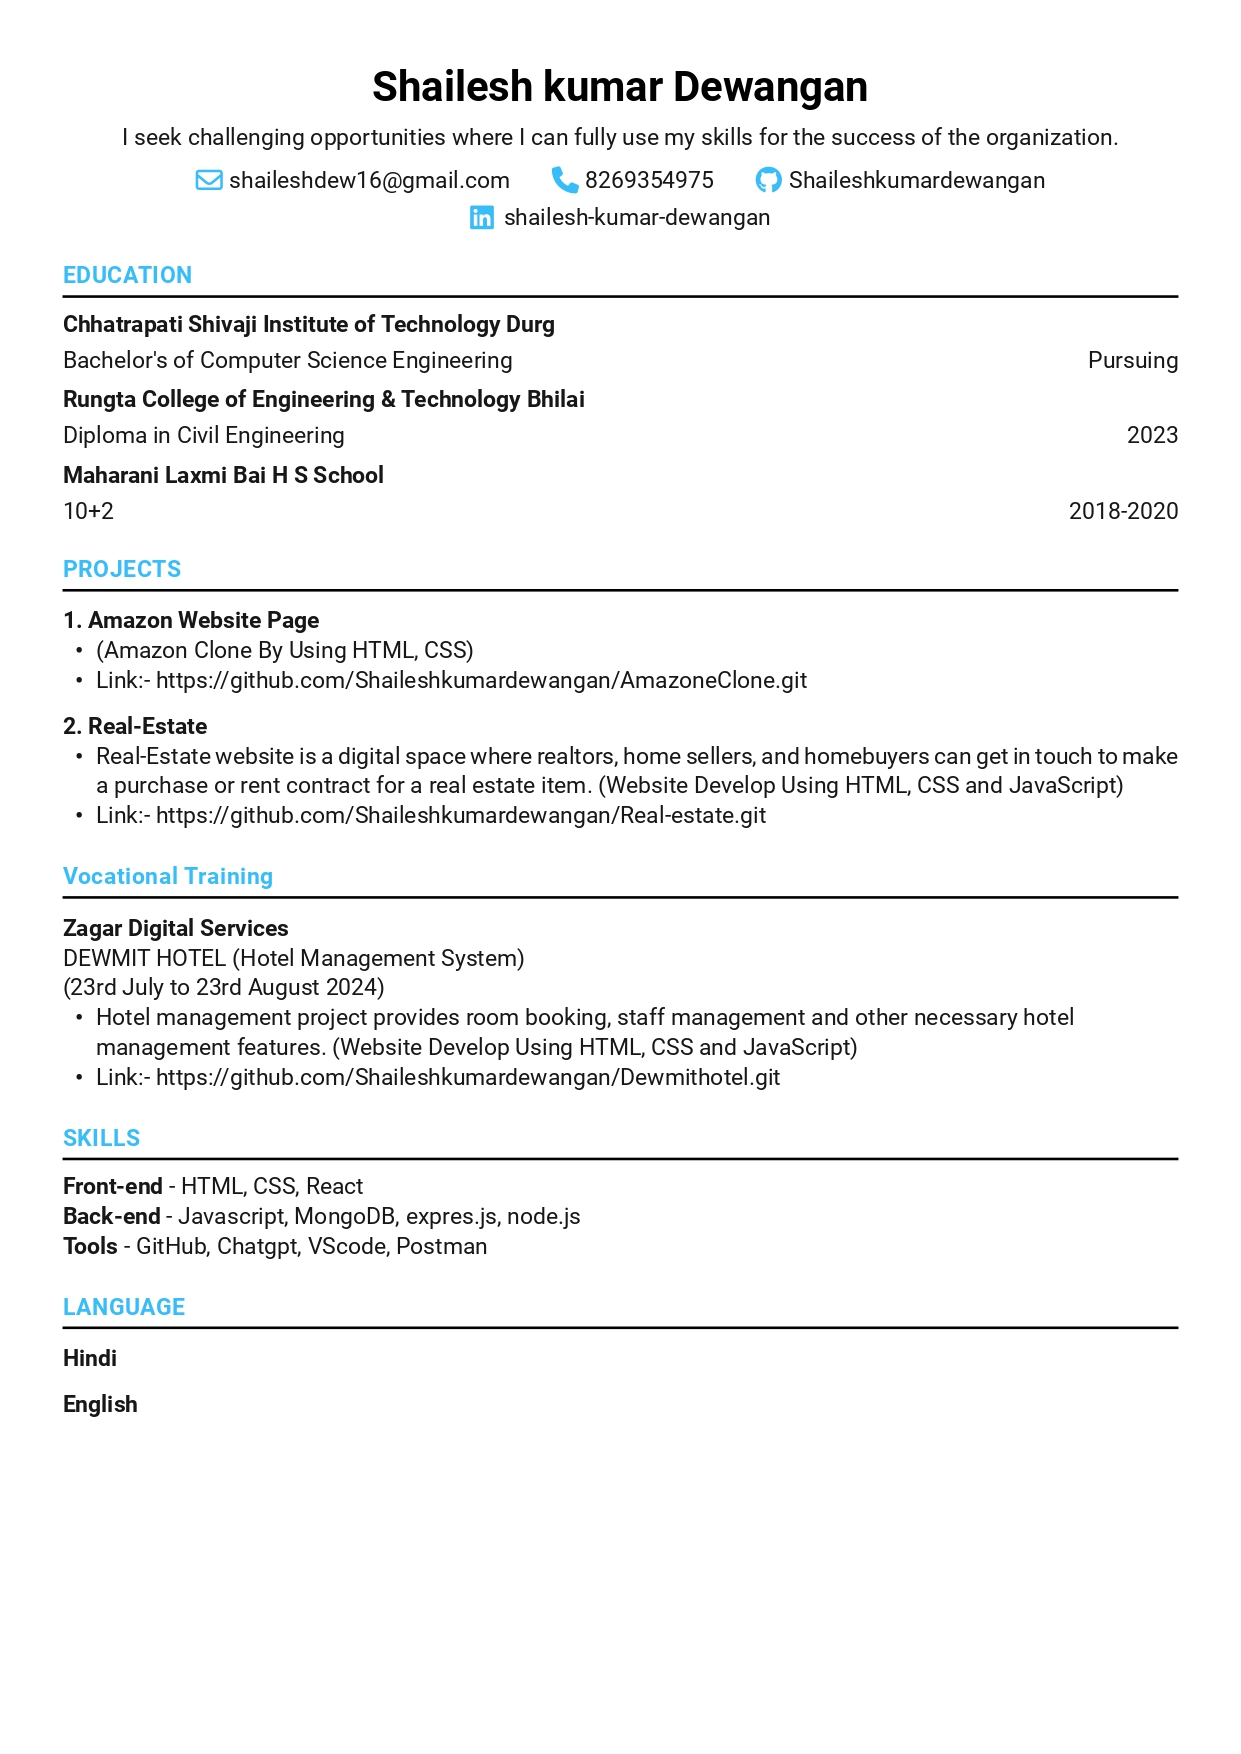 Shailesh kumar Dewangan
I seek challenging opportunities where I can fully use my skills for the success of the organization.
shaileshdew16@gmail.com 8269354975 Shaileshkumardewangan
shailesh-kumar-dewangan
EDUCATION
Chhatrapati Shivaji Institute of Technology Durg
Bachelor's of Computer Science Engineering Pursuing
Rungta College of Engineering & Technology Bhilai
Diploma in Civil Engineering 2023
Maharani Laxmi Bai H S School
10+2 2018-2020
PROJECTS
1. Amazon Website Page
• (Amazon Clone By Using HTML, CSS)
• Link:- https://github.com/Shaileshkumardewangan/AmazoneClone.git
2. Real-Estate
• Real-Estate website is a digital space where realtors, home sellers, and homebuyers can get in touch to make
a purchase or rent contract for a real estate item. (Website Develop Using HTML, CSS and JavaScript)
• Link:- https://github.com/Shaileshkumardewangan/Real-estate.git
Vocational Training
Zagar Digital Services
DEWMIT HOTEL (Hotel Management System)
(23rd July to 23rd August 2024)
• Hotel management project provides room booking, staff management and other necessary hotel
management features. (Website Develop Using HTML, CSS and JavaScript)
• Link:- https://github.com/Shaileshkumardewangan/Dewmithotel.git
SKILLS
Front-end - HTML, CSS, React
Back-end - Javascript, MongoDB, expres.js, node.js
Tools - GitHub, Chatgpt, VScode, Postman
LANGUAGE
Hindi
English